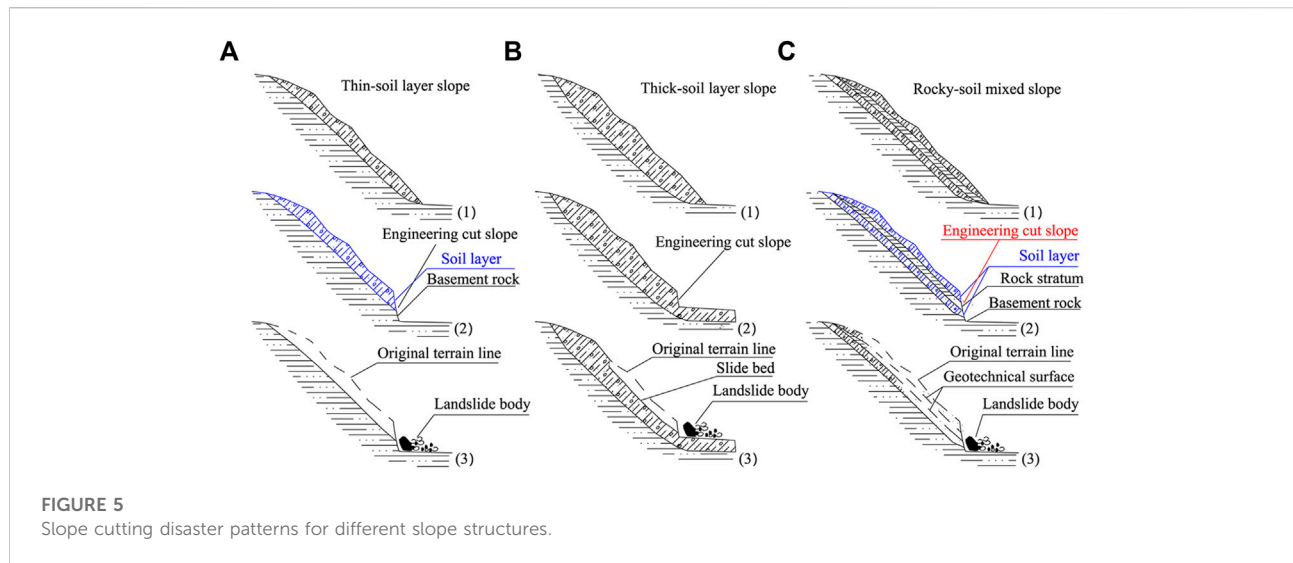 A
B
C
Thin-soil layer slope
Thick-soil layer slope
Rocky-soil mixed slope
(1)
(1)
(1)
Engineering cut slope
Soil layer
Basement rock
(2)
Engineering cut slope
(2)
Engineering cut slope
Soil layer
Rock stratum
Basement rock
(2)
Original terrain line
Landslide body
(3)
Original terrain line
Slide bed
Landslide body
(3)
Original terrain line
Geotechnical surface
Landslide body
(3)
FIGURE 5
Slope cutting disaster patterns for different slope structures.